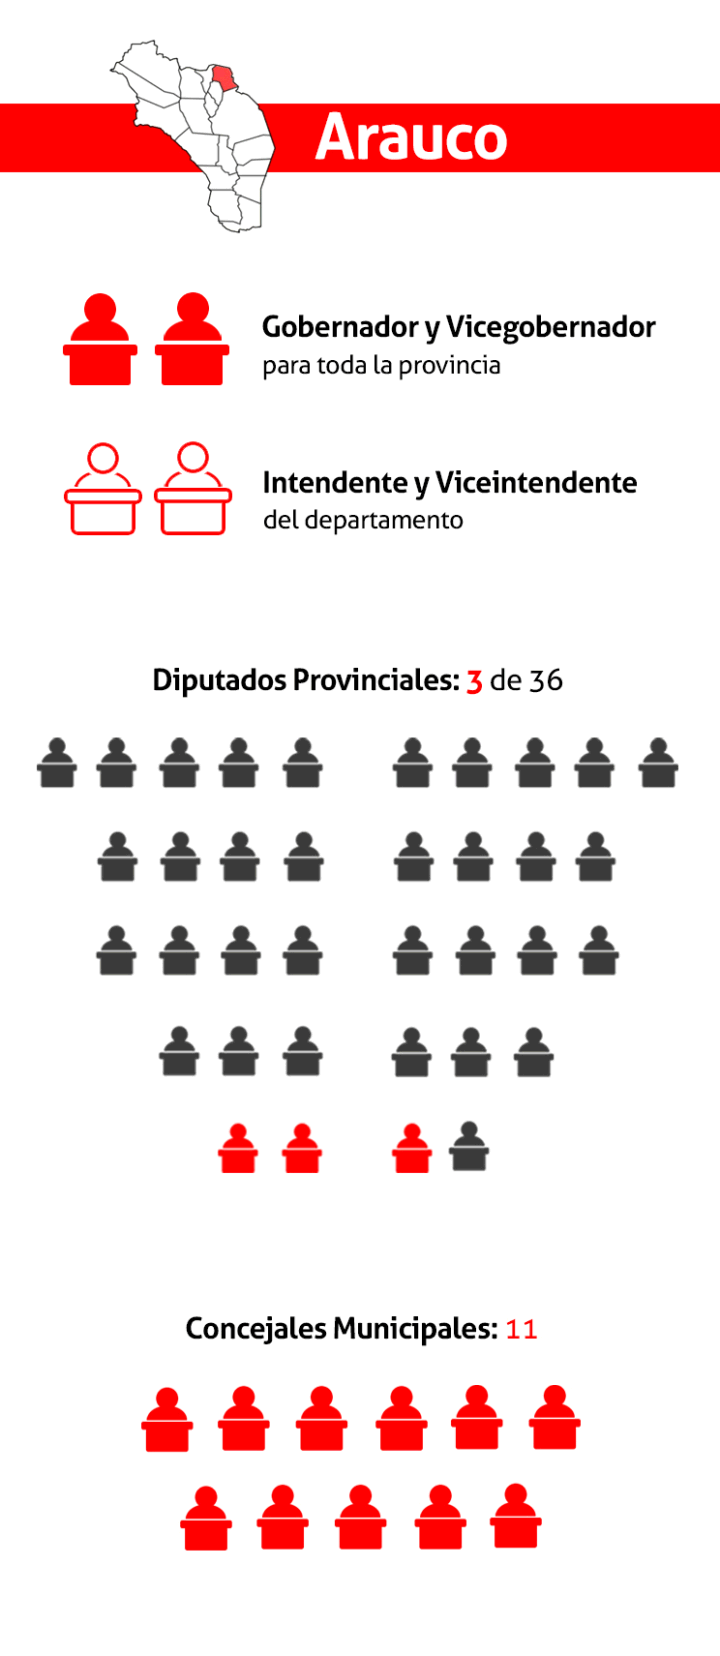 Arauco
Gobernador y Vicegobernador
para toda la provincia
Intendente y Viceintendente
del departamento
Diputados Provinciales: 3 de 36
Concejales Municipales: 11